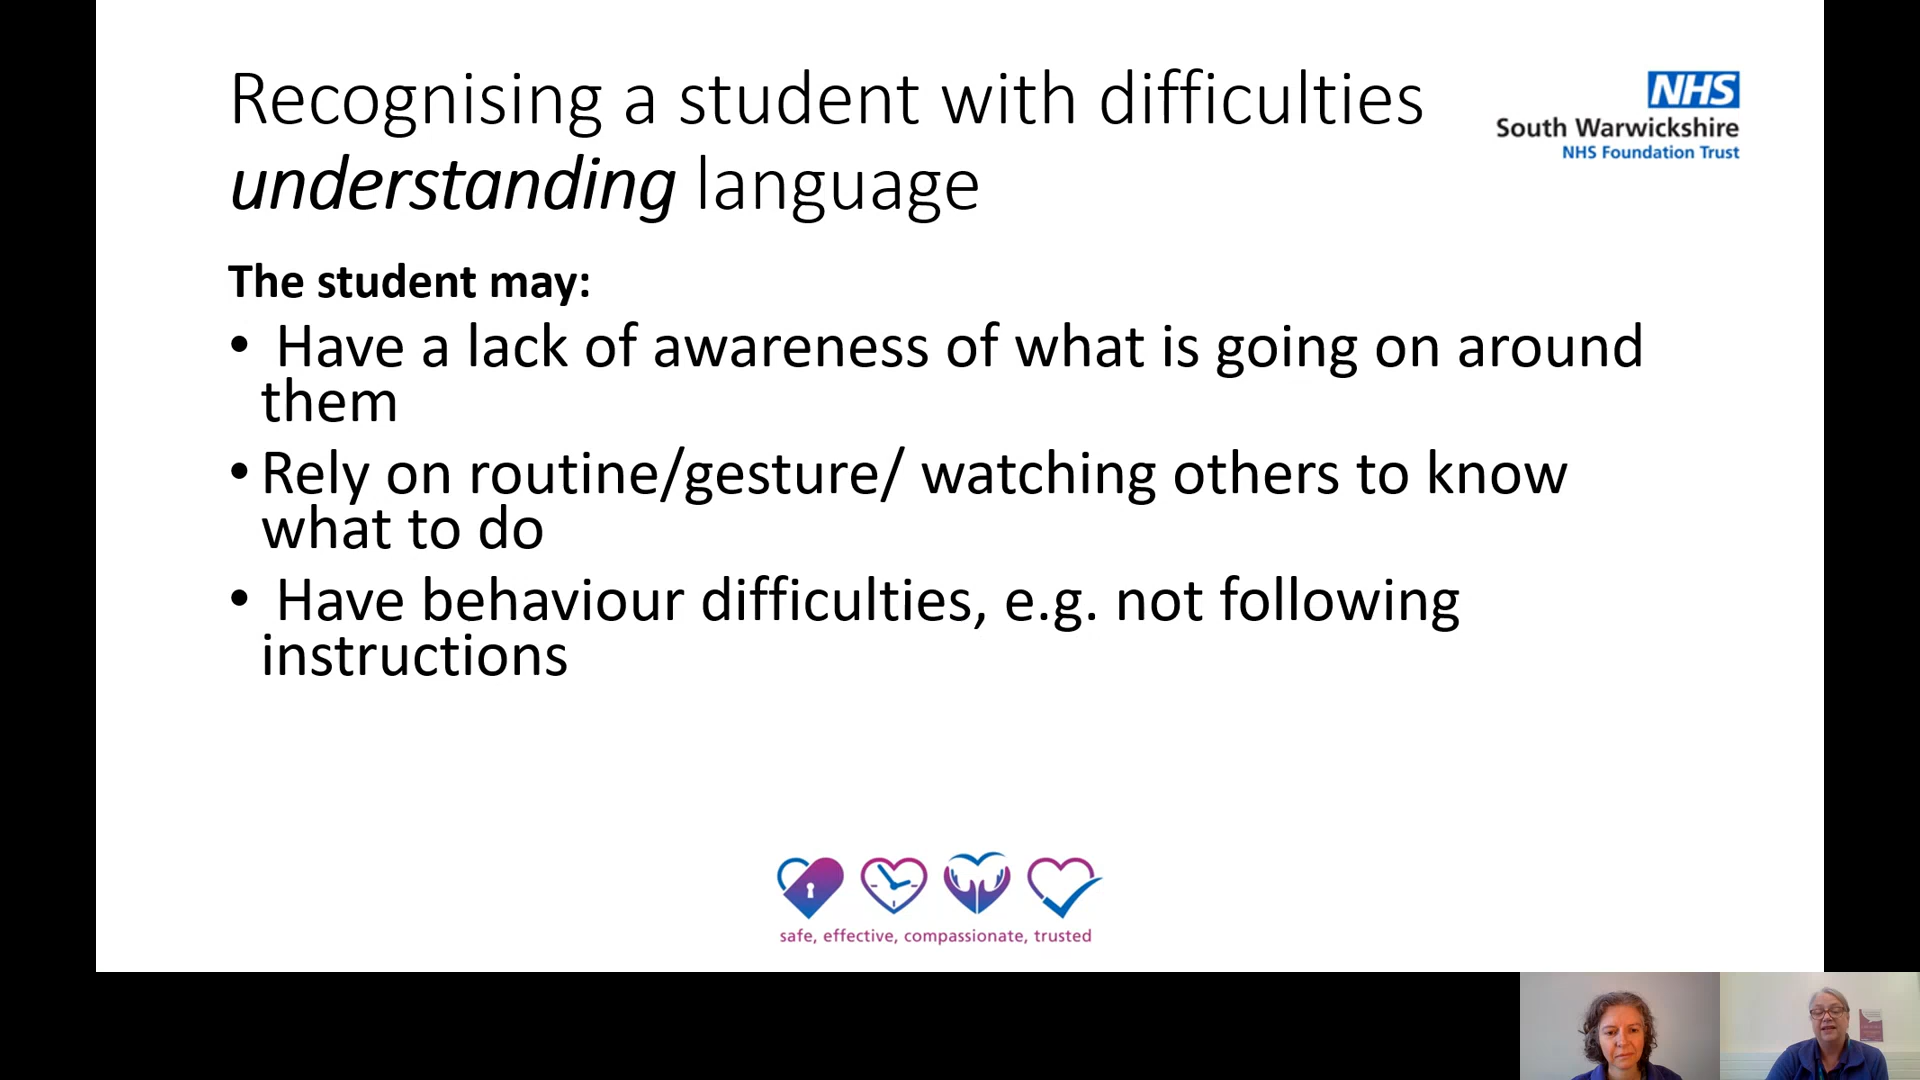 Recognising a student with difficulties
understanding language
NHS
South Warwickshire
NHS Foundation Trust
The student may:
• Have a lack of awareness of what is going on around
them
• Rely on routine/gesture/ watching others to know
what to do
• Have behaviour difficulties, e.g. not following
instructions
safe, effective, compassionate, trusted